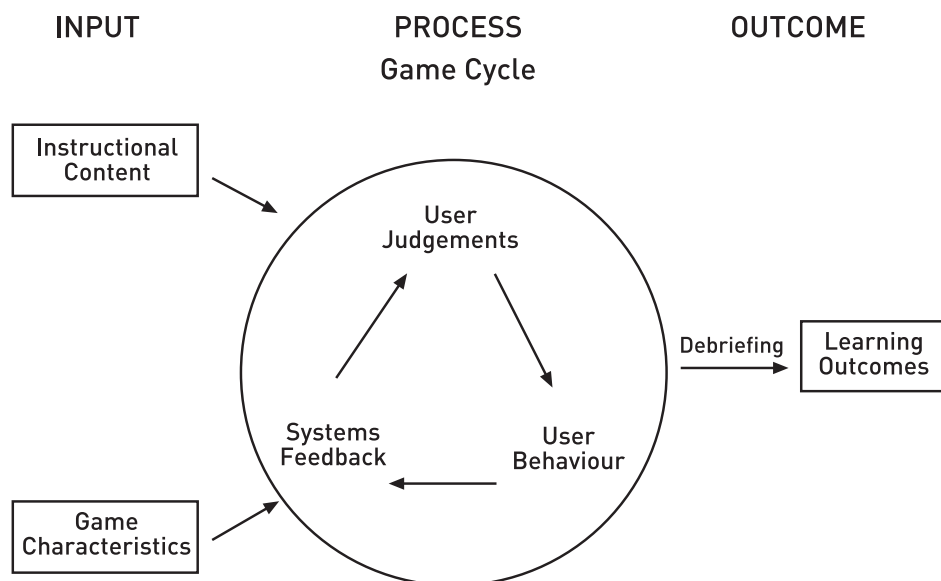 INPUT
PROCESS
OUTCOME
Game Cycle
Instructional
Content
User
Judgements
Debriefing
Learning
Outcomes
Systems
Feedback
User
Behaviour
Game
Characteristics